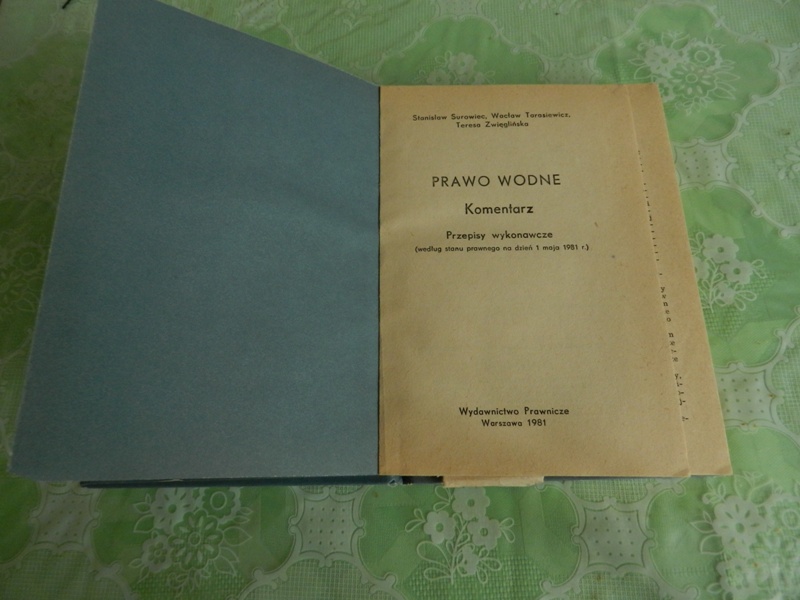 Stanisław Surowiec, Wacław Tarasiewicz,
Teresa Zwięglińska
PRAWO WODNE
Komentarz
Przepisy wykonawcze
(według stanu prawnego na dzień 1 maja 1981 r.)
Wydawnictwo Prawnicze
Warszawa 1981